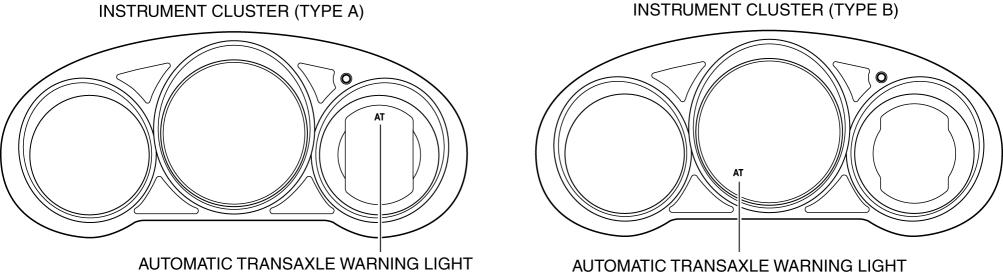 INSTRUMENT CLUSTER (TYPE A)
AT
AUTOMATIC TRANSAXLE WARNING LIGHT
INSTRUMENT CLUSTER (TYPE B)
AT
AUTOMATIC TRANSAXLE WARNING LIGHT